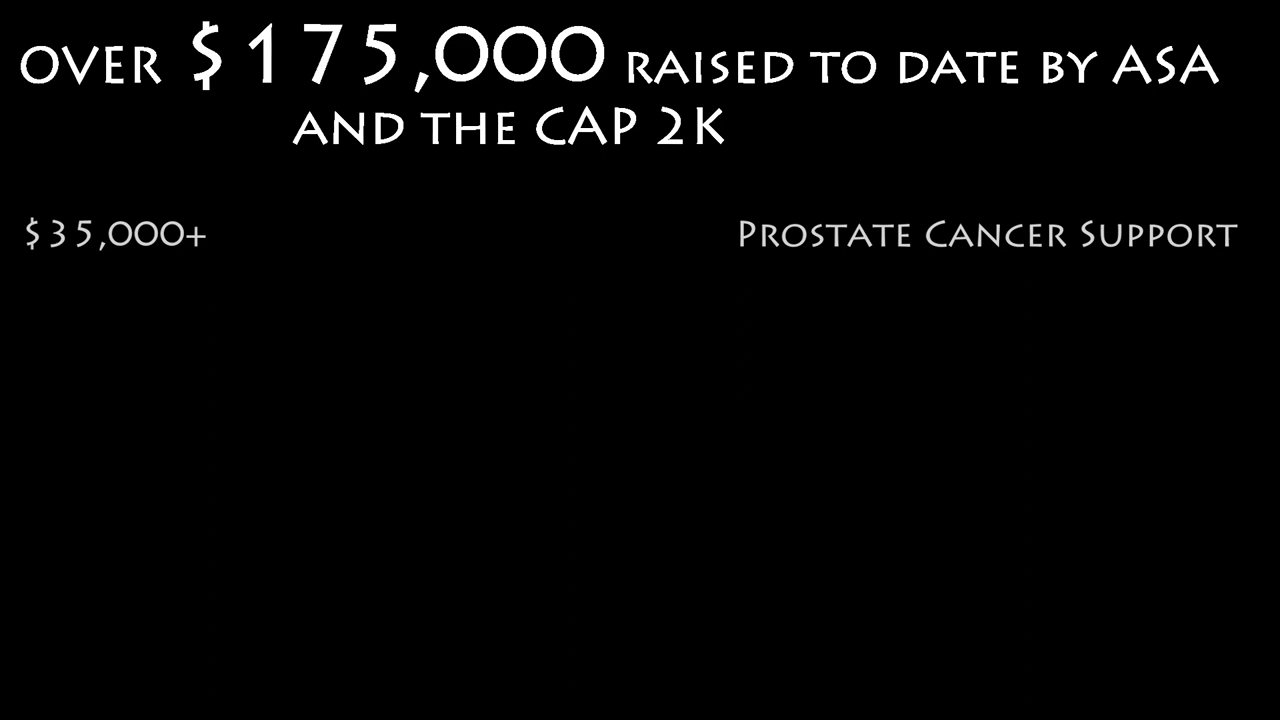 OVER $175,000 RAISED TO DATE BY ASA
AND THE CAP 2K
$35,000+ PROSTATE CANCER SUPPORT